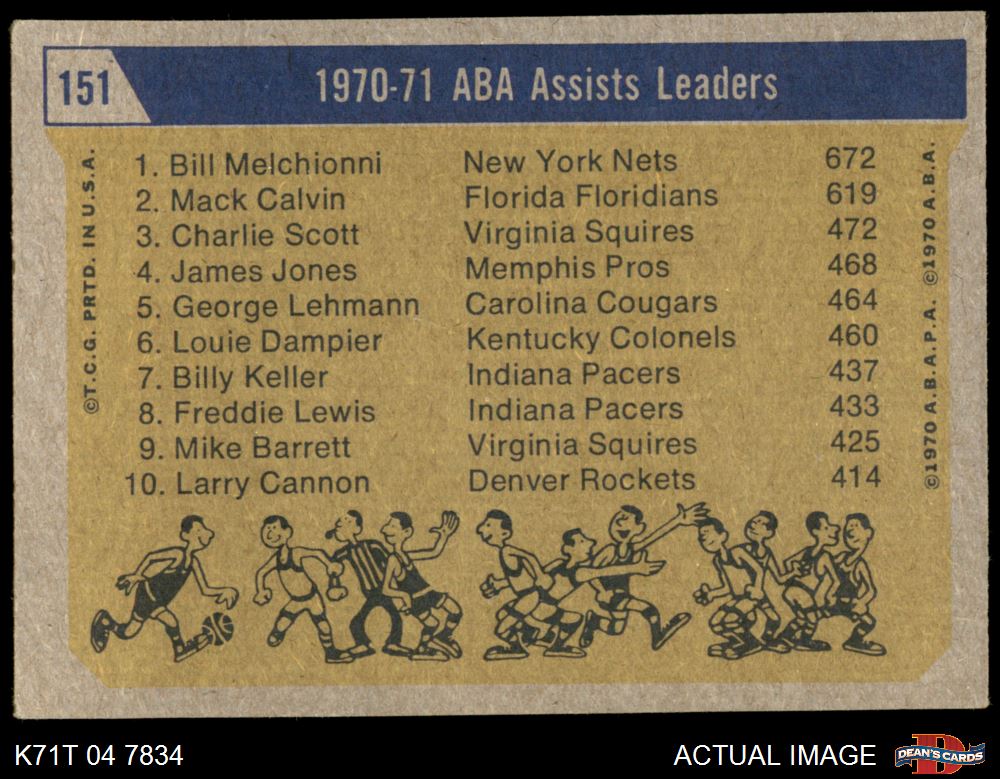 151
1970-71 ABA Assists Leaders
1. Bill Melchionni New York Nets 672
2. Mack Calvin Florida Floridians 619
3. Charlie Scott Virginia Squires 472
4. James Jones Memphis Pros 468
5. George Lehmann Carolina Cougars 464
6. Louie Dampier Kentucky Colonels 460
7. Billy Keller Indiana Pacers 437
8. Freddie Lewis Indiana Pacers 433
9. Mike Barrett Virginia Squires 425
10. Larry Cannon Denver Rockets 414
©T.C.G. PRTD. IN U.S.A.
©1970 A.B.A.P.A. ©1970 A.B.A.
K71T 04 7834
ACTUAL IMAGE
D
DEAN'S CARDS